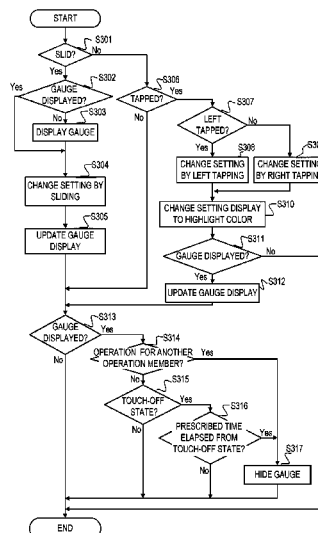 START
S301
SLID?
No
Yes
S302
GAUGE
DISPLAYED?
Yes
No
S303
DISPLAY GAUGE
S304
CHANGE SETTING BY
SLIDING
S305
UPDATE GAUGE
DISPLAY
S306
TAPPED?
Yes
No
S307
LEFT
TAPPED?
No
Yes
S308
CHANGE SETTING
BY LEFT TAPPING
CHANGE SETTING
BY RIGHT TAPPING
S310
CHANGE SETTING DISPLAY
TO HIGHLIGHT COLOR
S311
GAUGE DISPLAYED?
No
Yes
S312
UPDATE GAUGE DISPLAY
S313
GAUGE
DISPLAYED?
Yes
No
S314
OPERATION FOR ANOTHER
OPERATION MEMBER?
Yes
No
S315
TOUCH-OFF
STATE?
Yes
No
S316
PRESCRIBED TIME
ELAPSED FROM
TOUCH-OFF STATE?
Yes
No
S317
HIDE GAUGE
END